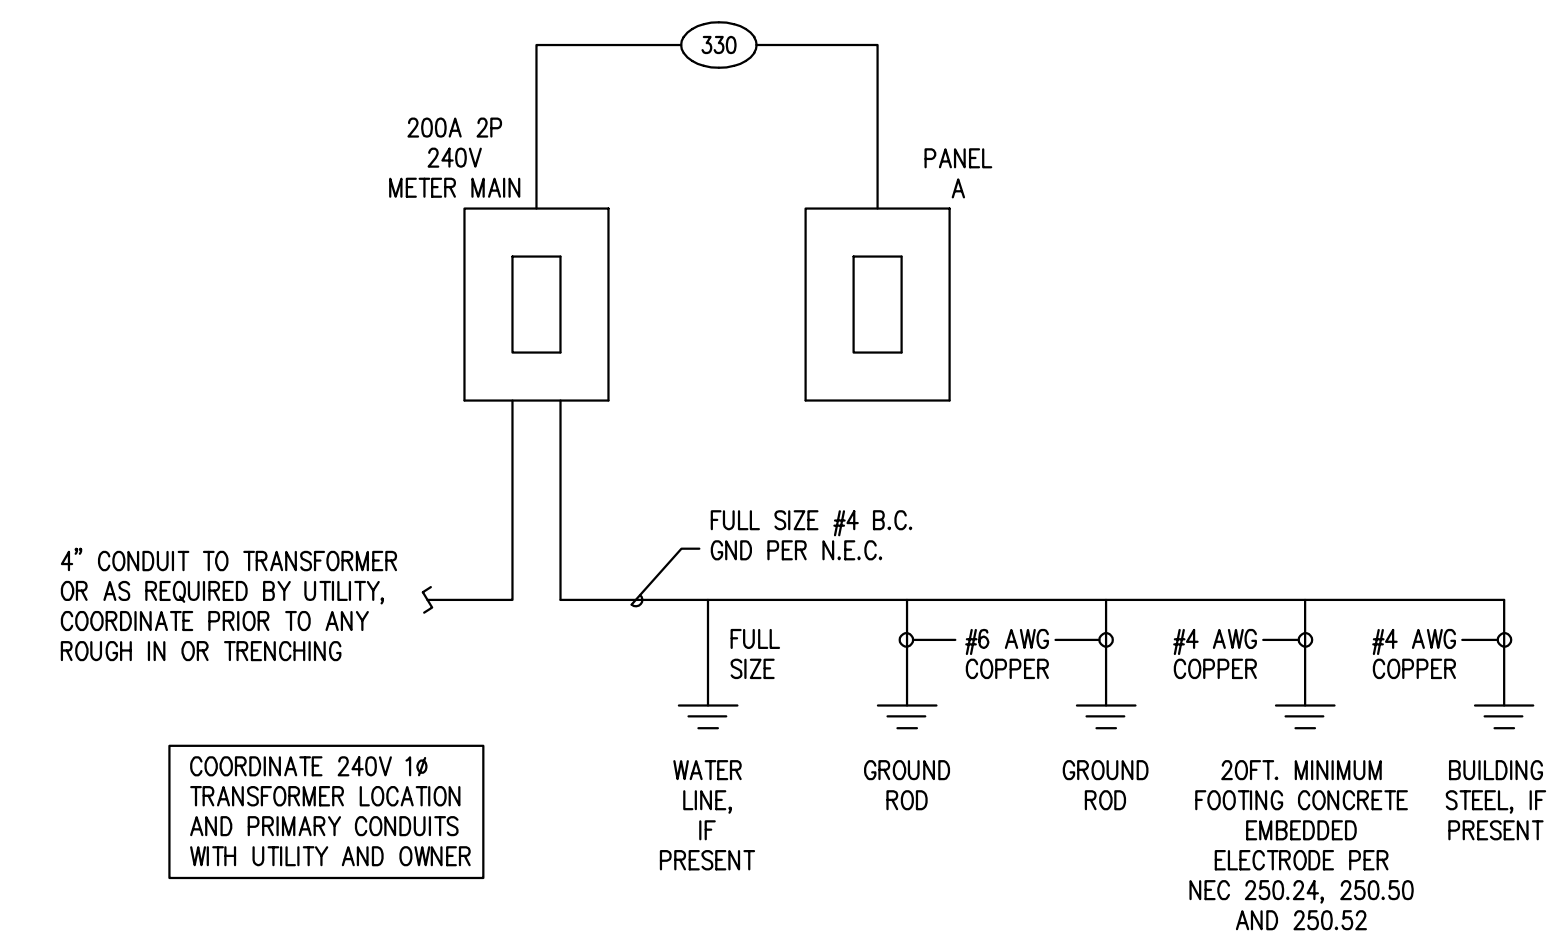 330
200A 2P
240V
METER MAIN
PANEL
A
FULL SIZE #4 B.C.
GND PER N.E.C.
4" CONDUIT TO TRANSFORMER
OR AS REQUIRED BY UTILITY,
COORDINATE PRIOR TO ANY
ROUGH IN OR TRENCHING
FULL
SIZE
#6 AWG
COPPER
#4 AWG
COPPER
#4 AWG
COPPER
COORDINATE 240V 1ø
TRANSFORMER LOCATION
AND PRIMARY CONDUITS
WITH UTILITY AND OWNER
WATER
LINE,
IF
PRESENT
GROUND
ROD
GROUND
ROD
20FT. MINIMUM
FOOTING CONCRETE
EMBEDDED
ELECTRODE PER
NEC 250.24, 250.50
AND 250.52
BUILDING
STEEL, IF
PRESENT